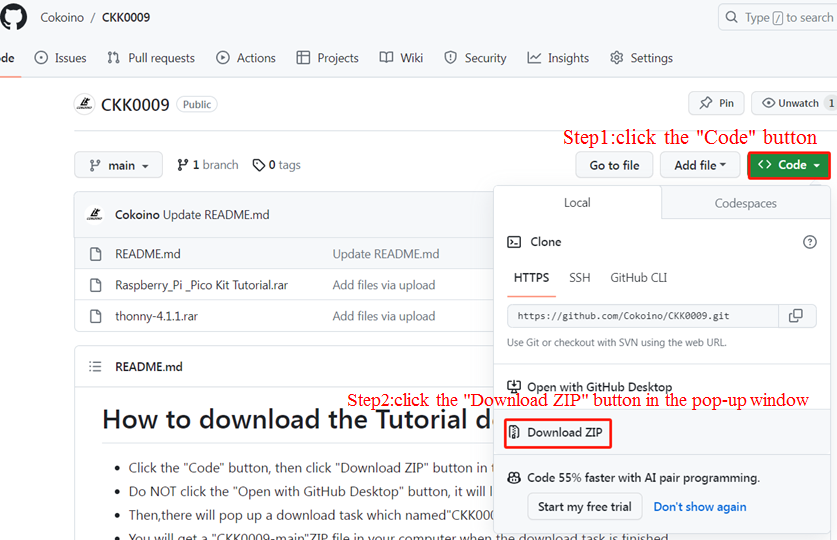 Cokoino / CKK0009
Type / to search
de Issues Pull requests Actions Projects Wiki Security Insights Settings
CKK0009 Public
Pin Unwatch 1
Step1:click the "Code" button
main 1 branch 0 tags Go to file Add file <> Code
Cokoino Update README.md
README.md Update README.md
Raspberry_Pi _Pico Kit Tutorial.rar Add files via upload
thonny-4.1.1.rar Add files via upload
Local Codespaces
Clone
HTTPS SSH GitHub CLI
https://github.com/Cokoino/CKK0009.git
Use Git or checkout with SVN using the web URL.
README.md
Open with GitHub Desktop
Step2:click the "Download ZIP" button in the pop-up window
How to download the Tutorial d
Download ZIP
Click the "Code" button, then click "Download ZIP" button in t
Do NOT click the "Open with GitHub Desktop" button, it will l
Then,there will pop up a download task which named"CKK00
You will get a "CKK0009-main"ZIP file in your computer when the download task is finished
Code 55% faster with AI pair programming.
Start my free trial Don't show again